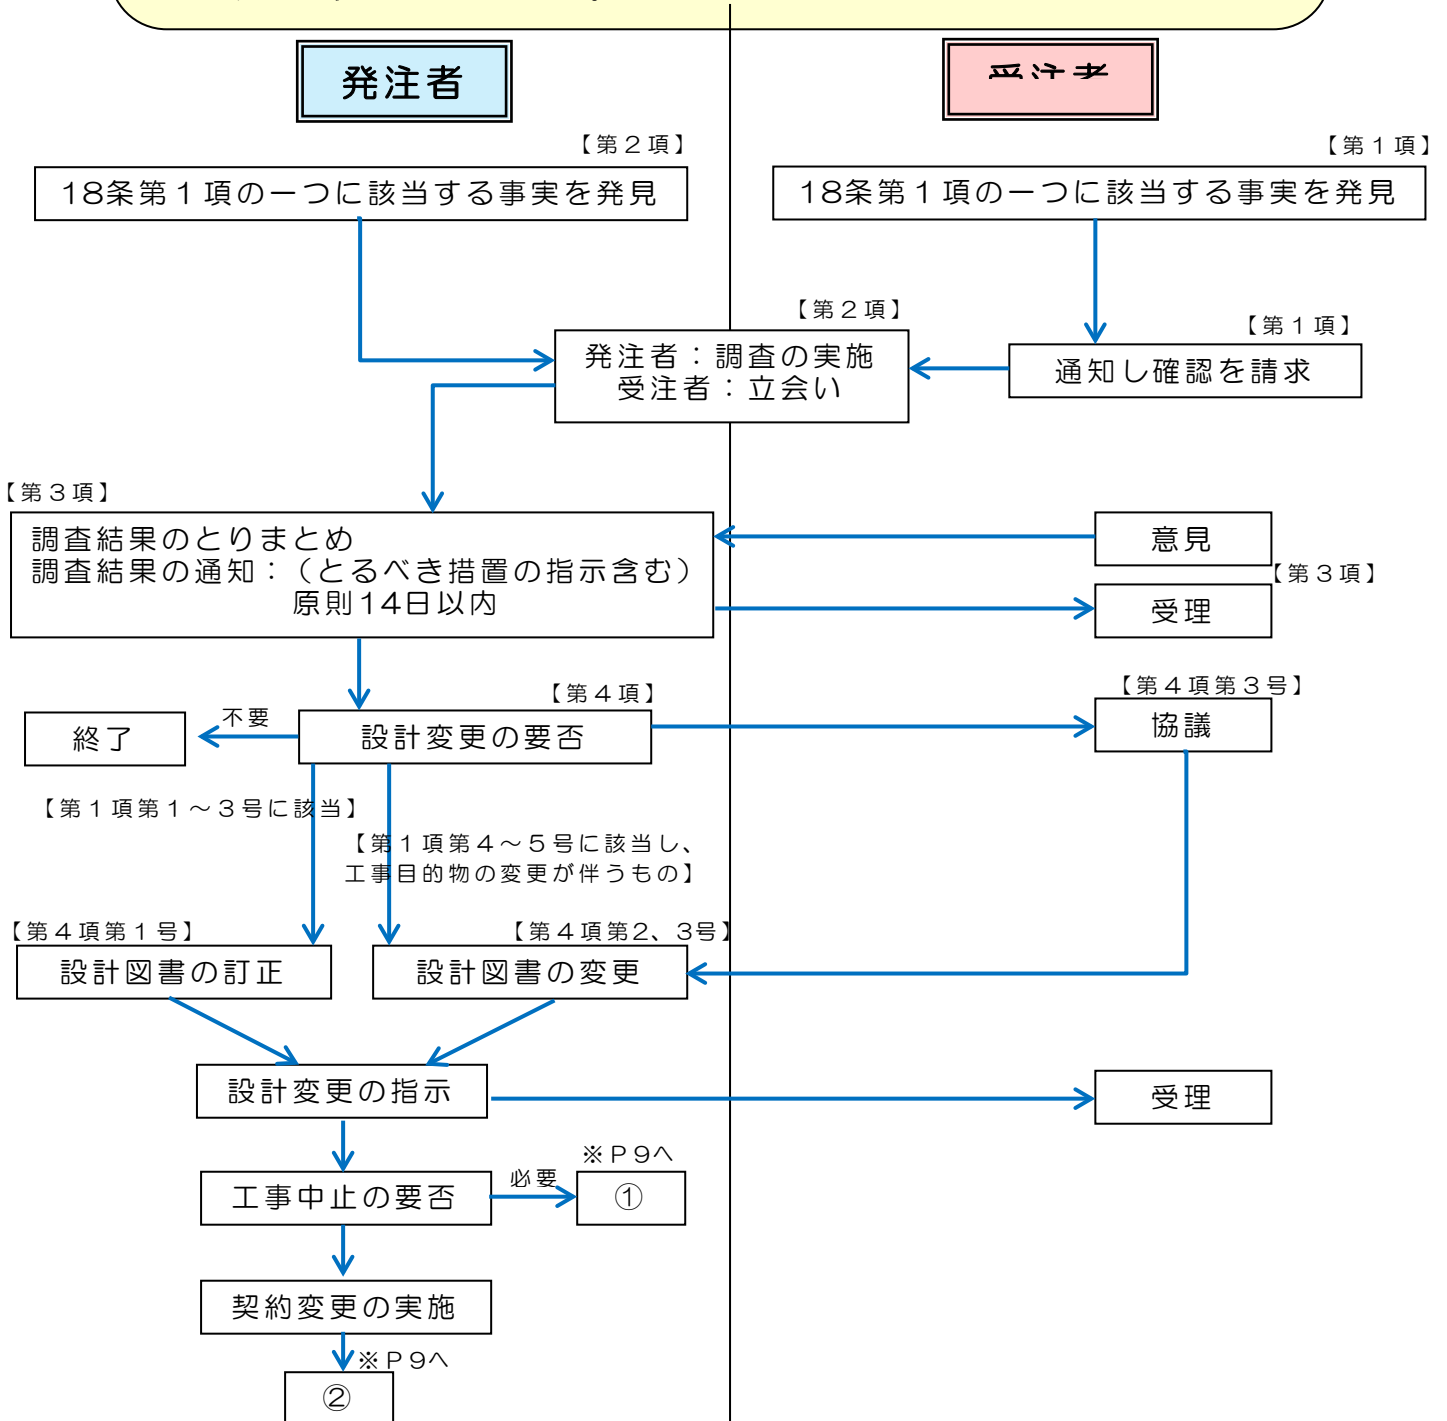 発注者
【第２項】
【第１項】
18条第１項の一つに該当する事実を発見
18条第１項の一つに該当する事実を発見
【第２項】
【第１項】
発注者：調査の実施
受注者：立会い
通知し確認を請求
【第３項】
調査結果のとりまとめ
調査結果の通知：（とるべき措置の指示含む）
原則14日以内
意見
【第３項】
受理
【第４項】
【第４項第３号】
不要
終了
設計変更の要否
協議
【第１項第１～３号に該当】
【第１項第４～５号に該当し、
工事目的物の変更が伴うもの】
【第４項第１号】
【第４項第2、3号】
設計図書の訂正
設計図書の変更
設計変更の指示
受理
※Ｐ９へ
工事中止の要否
必要
①
契約変更の実施
※Ｐ９へ
②